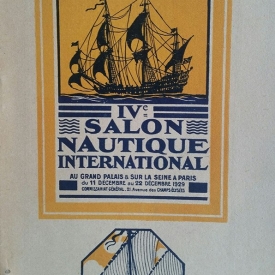 IVe
SALON
NAUTIQUE
INTERNATIONAL
AU GRAND PALAIS & SUR LA SEINE A PARIS
du 11 DÉCEMBRE au 22 DÉCEMBRE 1929
COMMISSARIAT GÉNÉRAL, 21 Avenue des CHAMPS ÉLYSÉES